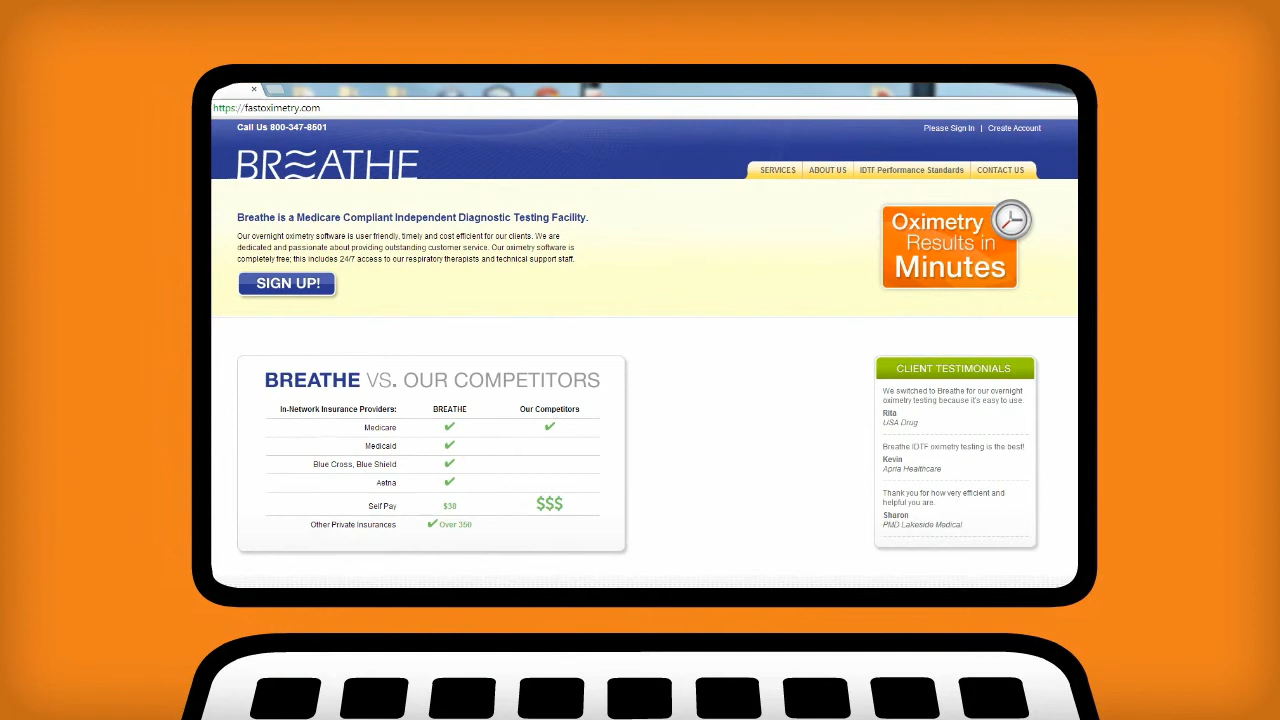 https://fastoximetry.com
Call Us 800-347-8501
Please Sign In | Create Account
BREATHE
SERVICES ABOUT US IDTF Performance Standards CONTACT US
Breathe is a Medicare Compliant Independent Diagnostic Testing Facility.
Our overnight oximetry software is user friendly, timely and cost efficient for our clients. We are
dedicated and passionate about providing outstanding customer service. Our oximetry software is
completely free; this includes 24/7 access to our respiratory therapists and technical support staff.
SIGN UP!
Oximetry
Results in
Minutes
BREATHE VS. OUR COMPETITORS
In-Network Insurance Providers: BREATHE Our Competitors
Medicare ✔ ✔
Medicaid ✔
Blue Cross, Blue Shield ✔
Aetna ✔
Self Pay $30 $$$
Other Private Insurances ✔ Over 350
CLIENT TESTIMONIALS
We switched to Breathe for our overnight
oximetry testing because it's easy to use.
Rita
USA Drug
Breathe IDTF oximetry testing is the best!
Kevin
Apria Healthcare
Thank you for how very efficient and
helpful you are.
Sharon
PMD Lakeside Medical